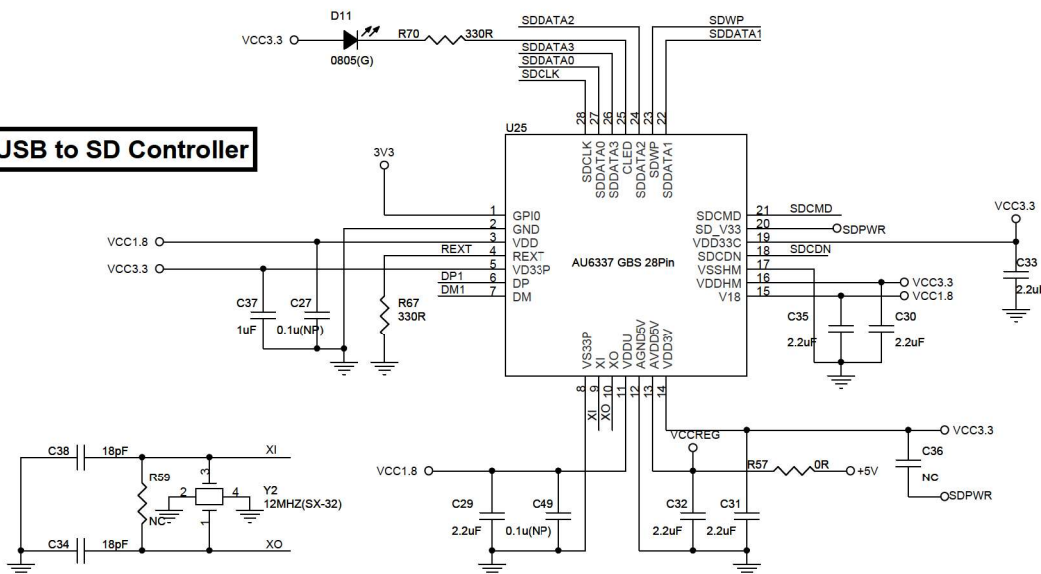 D11
VCC3.3
0805(G)
R70
330R
SDDATA2
SDDATA3
SDDATA0
SDCLK
SDWP
SDDATA1
USB to SD Controller
28
27
26
25
24
23
22
U25
SDCLK
SDDATA0
SDDATA3
CLED
SDDATA2
SDWP
SDDATA1
3V3
1 GPI0
2 GND
VCC1.8
3 VDD
REXT 4 REXT
VCC3.3
5 VD33P
DP1 6 DP
DM1 7 DM
AU6337 GBS 28Pin
SDCMD 21 SDCMD
SD_V33 20 SDPWR
VDD33C 19
SDCDN 18 SDCDN
VSSHM 17
VDDHM 16 VCC3.3
V18 15 VCC1.8
VCC3.3
C33
2.2uF
C37
1uF
C27
0.1u(NP)
R67
330R
C35
2.2uF
C30
2.2uF
VS33P
XI
XO
VDDU
AGND5V
AVDD5V
VDD3V
8
9
10
11
12
13
14
XI
XO
VCCREG
VCC3.3
C36
NC
SDPWR
R57
0R
+5V
VCC1.8
C29
2.2uF
C49
0.1u(NP)
C32
2.2uF
C31
2.2uF
C38
18pF
XI
R59
NC
3
2
4
1
Y2
12MHZ(SX-32)
C34
18pF
XO